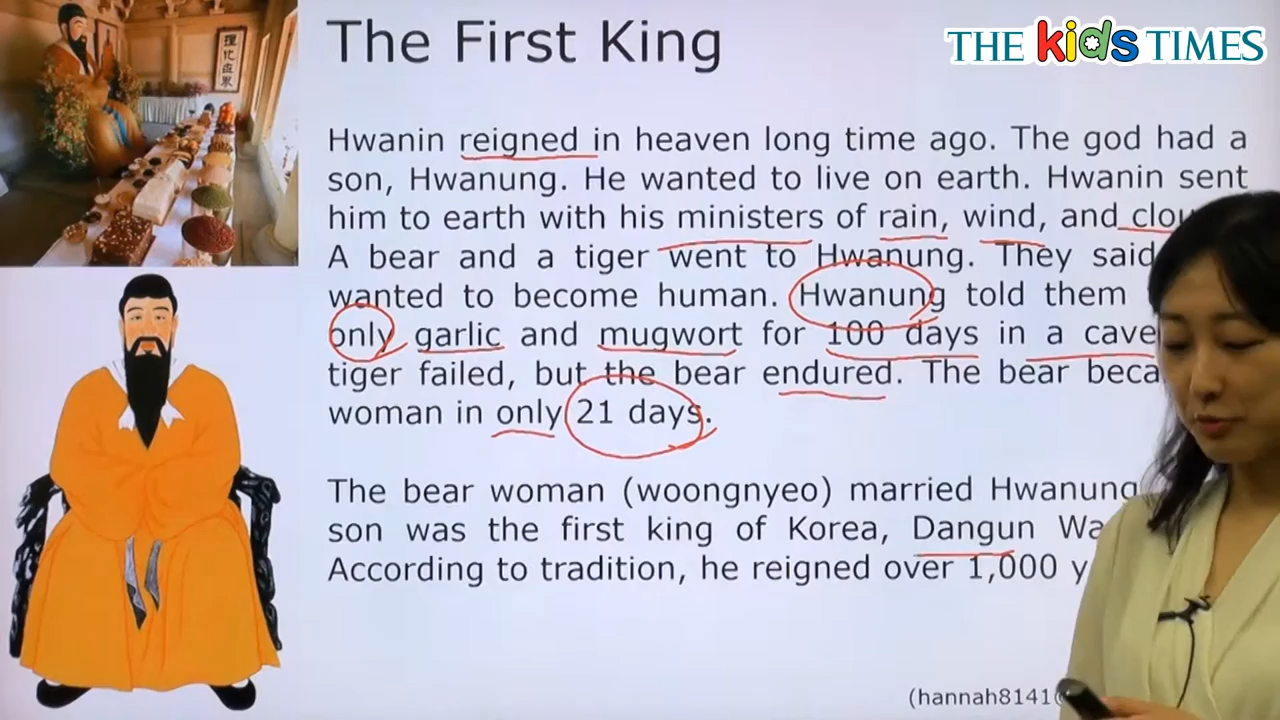 The First King
THE kids TIMES
Hwanin reigned in heaven long time ago. The god had a
son, Hwanung. He wanted to live on earth. Hwanin sent
him to earth with his ministers of rain, wind, and
A bear and a tiger went to Hwanung. They said
wanted to become human. Hwanung told them
only garlic and mugwort for 100 days in a cave
tiger failed, but the bear endured. The bear
woman in only 21 days.
The bear woman (woongnyeo) married Hwanung
son was the first king of Korea, Dangun
According to tradition, he reigned over 1,000
(hannah8141